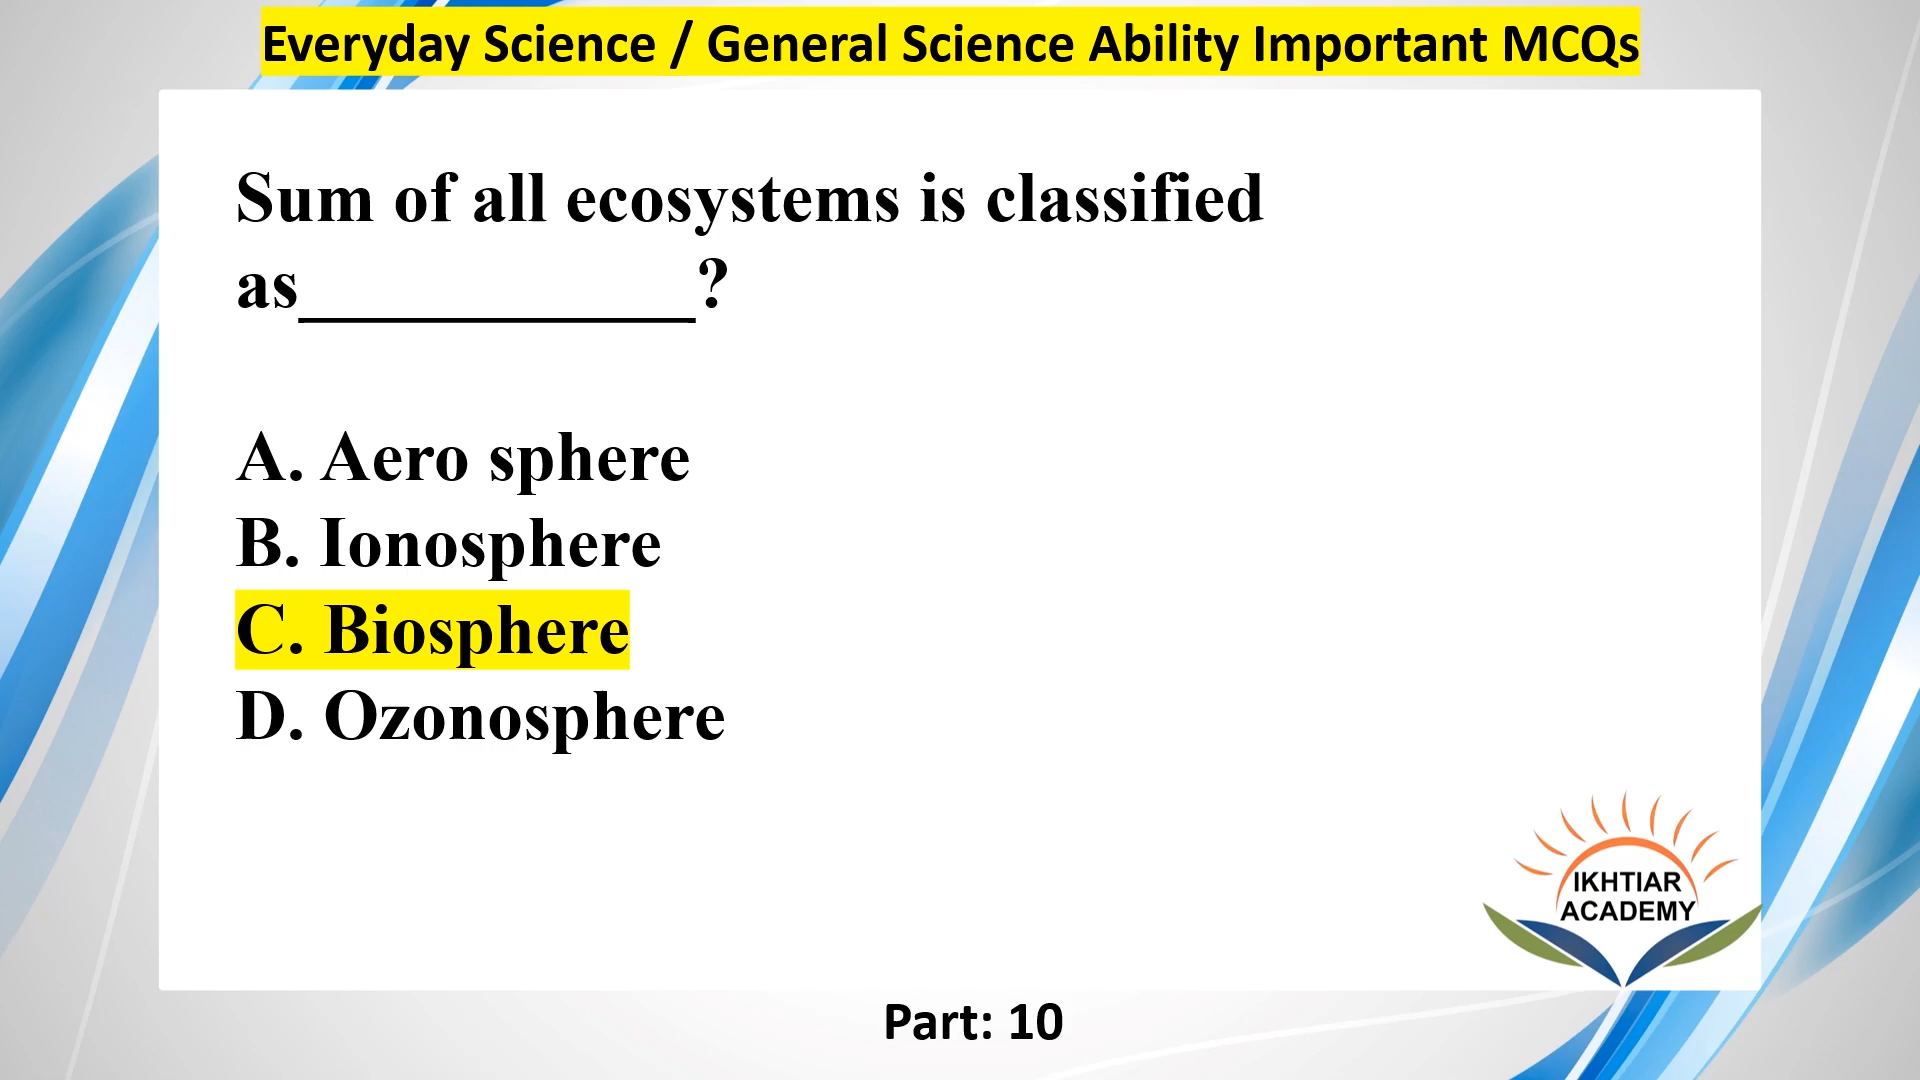 Everyday Science / General Science Ability Important MCQs
Sum of all ecosystems is classified
as____________?
A. Aero sphere
B. Ionosphere
C. Biosphere
D. Ozonosphere
IKHTIAR
ACADEMY
Part: 10